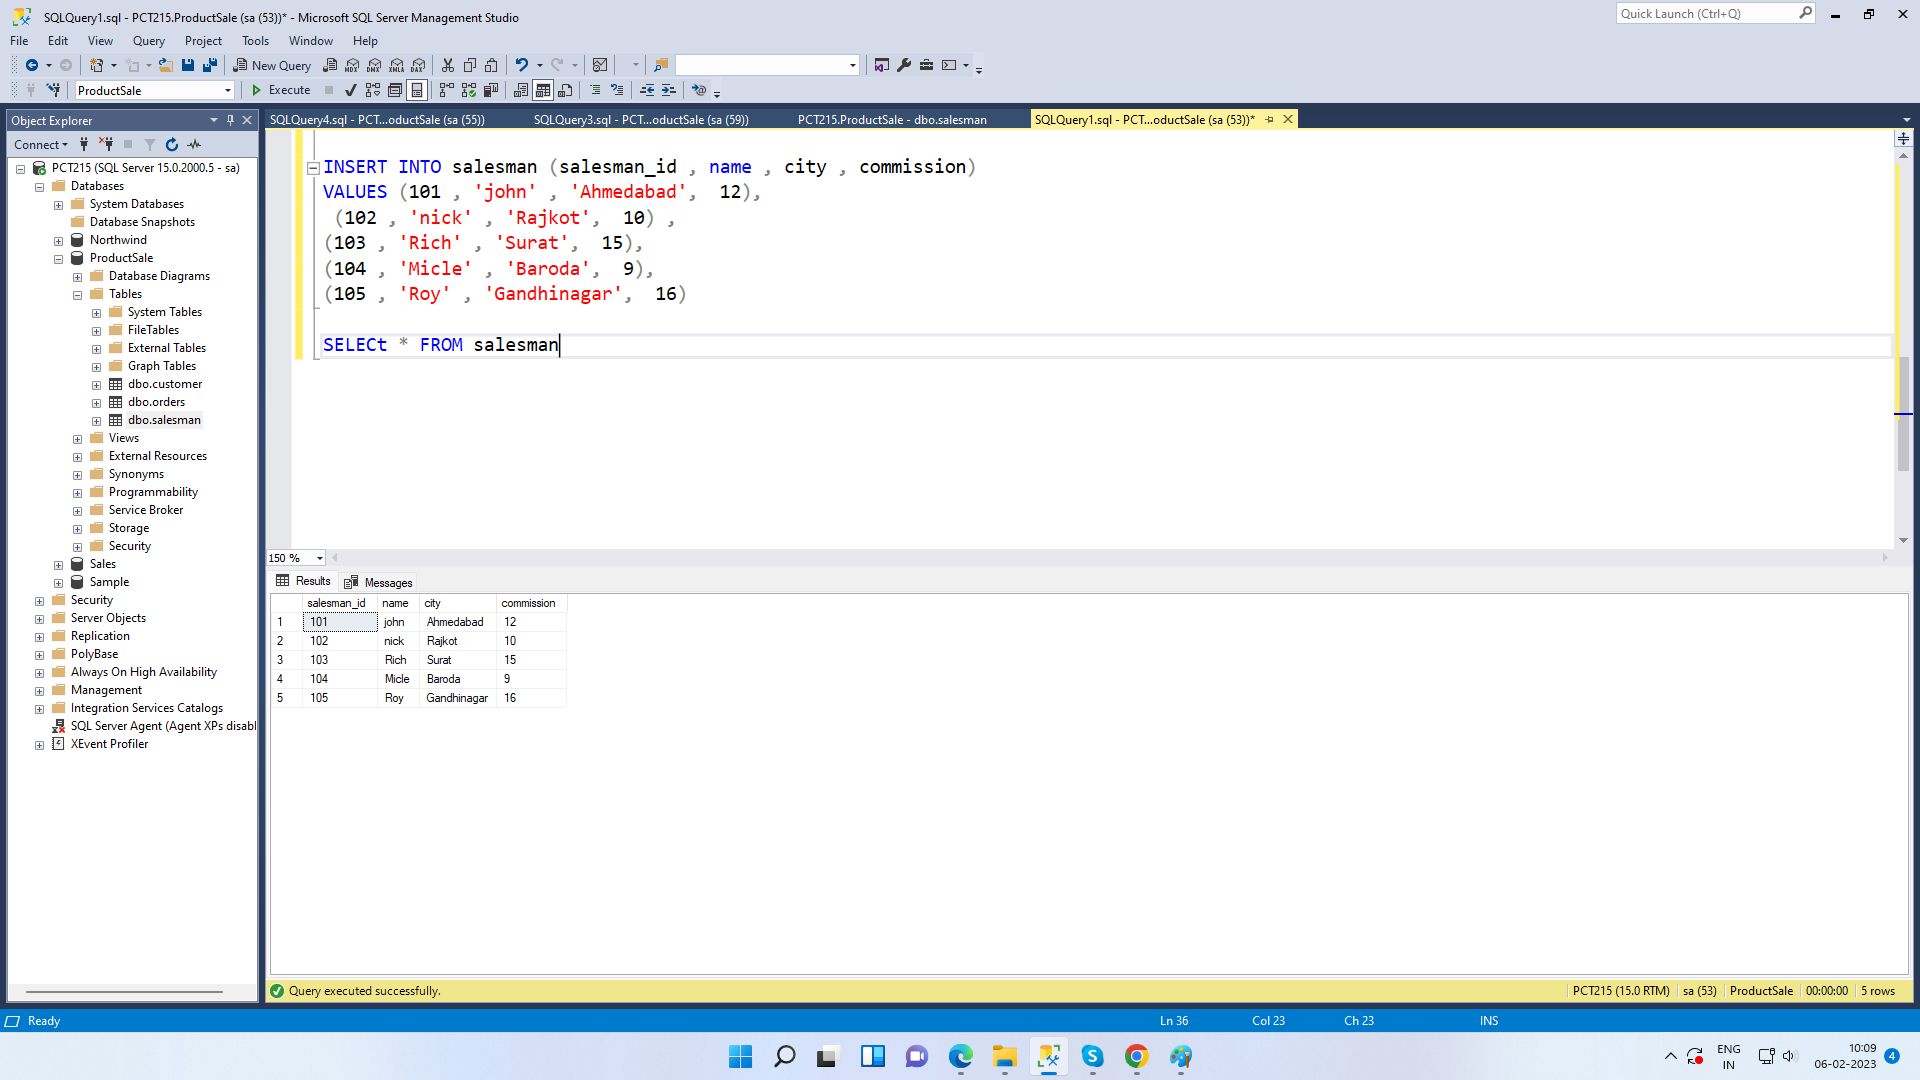 SQLQuery1.sql - PCT215.ProductSale (sa (53))* - Microsoft SQL Server Management Studio
Quick Launch (Ctrl+Q)
File Edit View Query Project Tools Window Help
New Query
MDX DMX XMLA DAX
ProductSale
Execute
Object Explorer
SQLQuery4.sql - PCT...oductSale (sa (55))
SQLQuery3.sql - PCT...oductSale (sa (59))
PCT215.ProductSale - dbo.salesman
SQLQuery1.sql - PCT...oductSale (sa (53))*
Connect
PCT215 (SQL Server 15.0.2000.5 - sa)
Databases
System Databases
Database Snapshots
Northwind
ProductSale
Database Diagrams
Tables
System Tables
FileTables
External Tables
Graph Tables
dbo.customer
dbo.orders
dbo.salesman
Views
External Resources
Synonyms
Programmability
Service Broker
Storage
Security
Sales
Sample
Security
Server Objects
Replication
PolyBase
Always On High Availability
Management
Integration Services Catalogs
SQL Server Agent (Agent XPs disabl
XEvent Profiler
INSERT INTO salesman (salesman_id , name , city , commission)
VALUES (101 , 'john' , 'Ahmedabad', 12),
(102 , 'nick' , 'Rajkot', 10) ,
(103 , 'Rich' , 'Surat', 15),
(104 , 'Micle' , 'Baroda', 9),
(105 , 'Roy' , 'Gandhinagar', 16)
SELECt * FROM salesman
150 %
Results Messages
salesman_id name city commission
1 101 john Ahmedabad 12
2 102 nick Rajkot 10
3 103 Rich Surat 15
4 104 Micle Baroda 9
5 105 Roy Gandhinagar 16
Query executed successfully.
PCT215 (15.0 RTM) sa (53) ProductSale 00:00:00 5 rows
Ready
Ln 36 Col 23 Ch 23 INS
ENG
IN
10:09
06-02-2023
4